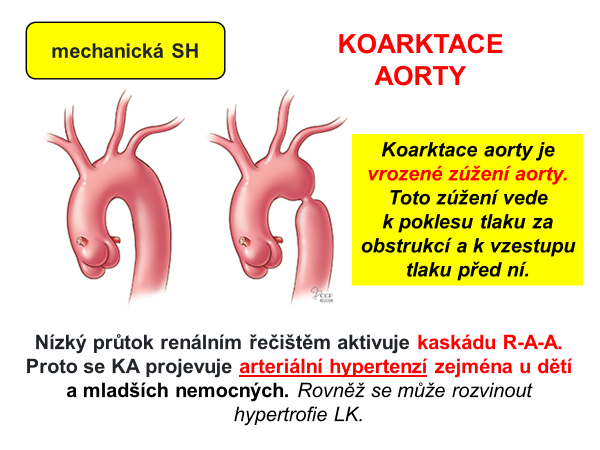 mechanická SH
KOARKTACE
AORTY
Koarktace aorty je
vrozené zúžení aorty.
Toto zúžení vede
k poklesu tlaku za
obstrukcí a k vzestupu
tlaku před ní.
Nízký průtok renálním řečištěm aktivuje kaskádu R-A-A.
Proto se KA projevuje arteriální hypertenzí zejména u dětí
a mladších nemocných. Rovněž se může rozvinout
hypertrofie LK.